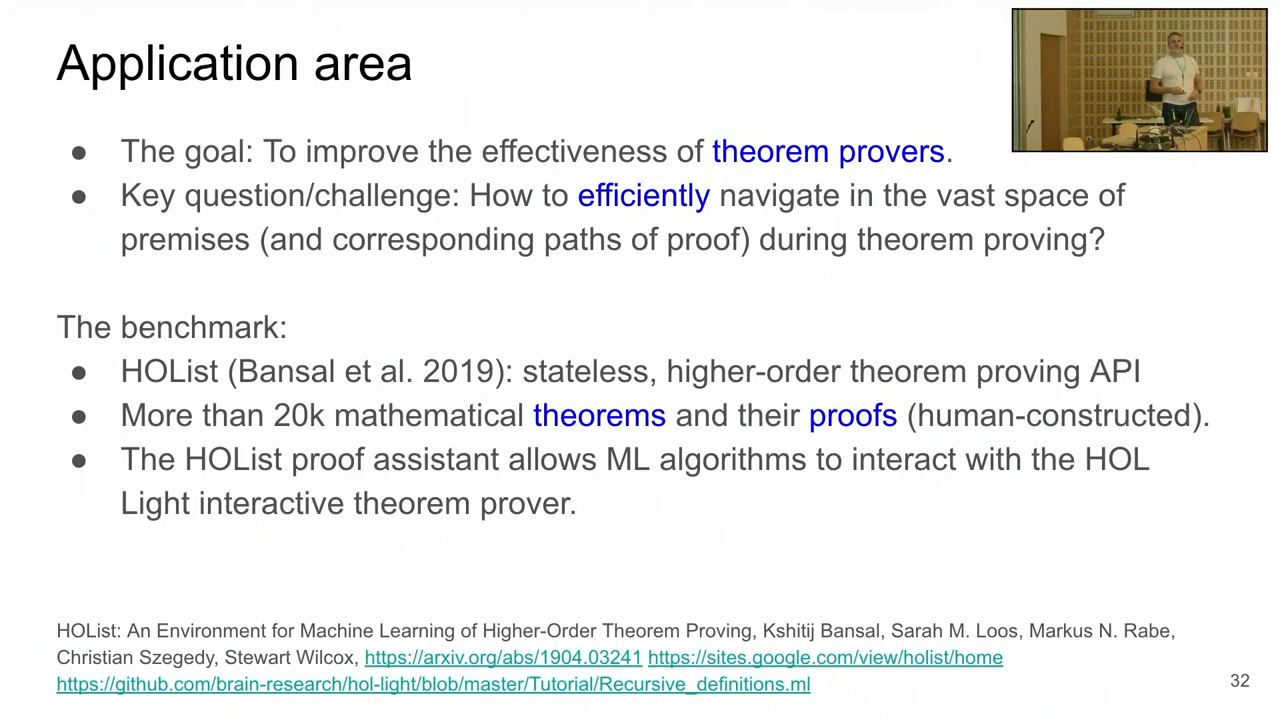 Application area
● The goal: To improve the effectiveness of theorem provers.
● Key question/challenge: How to efficiently navigate in the vast space of
premises (and corresponding paths of proof) during theorem proving?
The benchmark:
● HOList (Bansal et al. 2019): stateless, higher-order theorem proving API
● More than 20k mathematical theorems and their proofs (human-constructed).
● The HOList proof assistant allows ML algorithms to interact with the HOL
Light interactive theorem prover.
HOList: An Environment for Machine Learning of Higher-Order Theorem Proving, Kshitij Bansal, Sarah M. Loos, Markus N. Rabe,
Christian Szegedy, Stewart Wilcox, https://arxiv.org/abs/1904.03241 https://sites.google.com/view/holist/home
https://github.com/brain-research/hol-light/blob/master/Tutorial/Recursive_definitions.ml
32